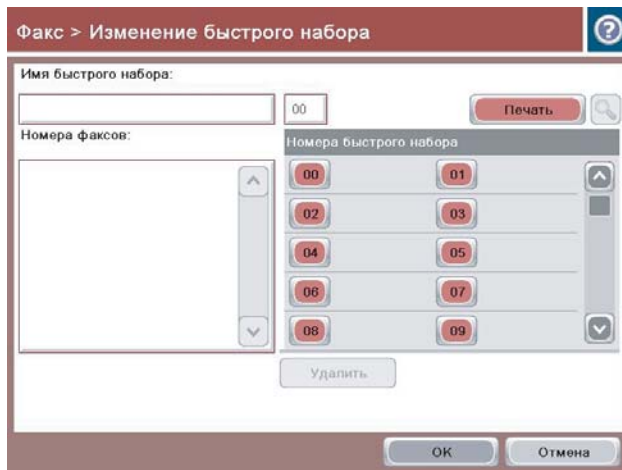 Факс > Изменение быстрого набора
?
Имя быстрого набора:
00
Печать
Номера факсов:
Номера быстрого набора
00 01
02 03
04 05
06 07
08 09
Удалить
OK
Отмена